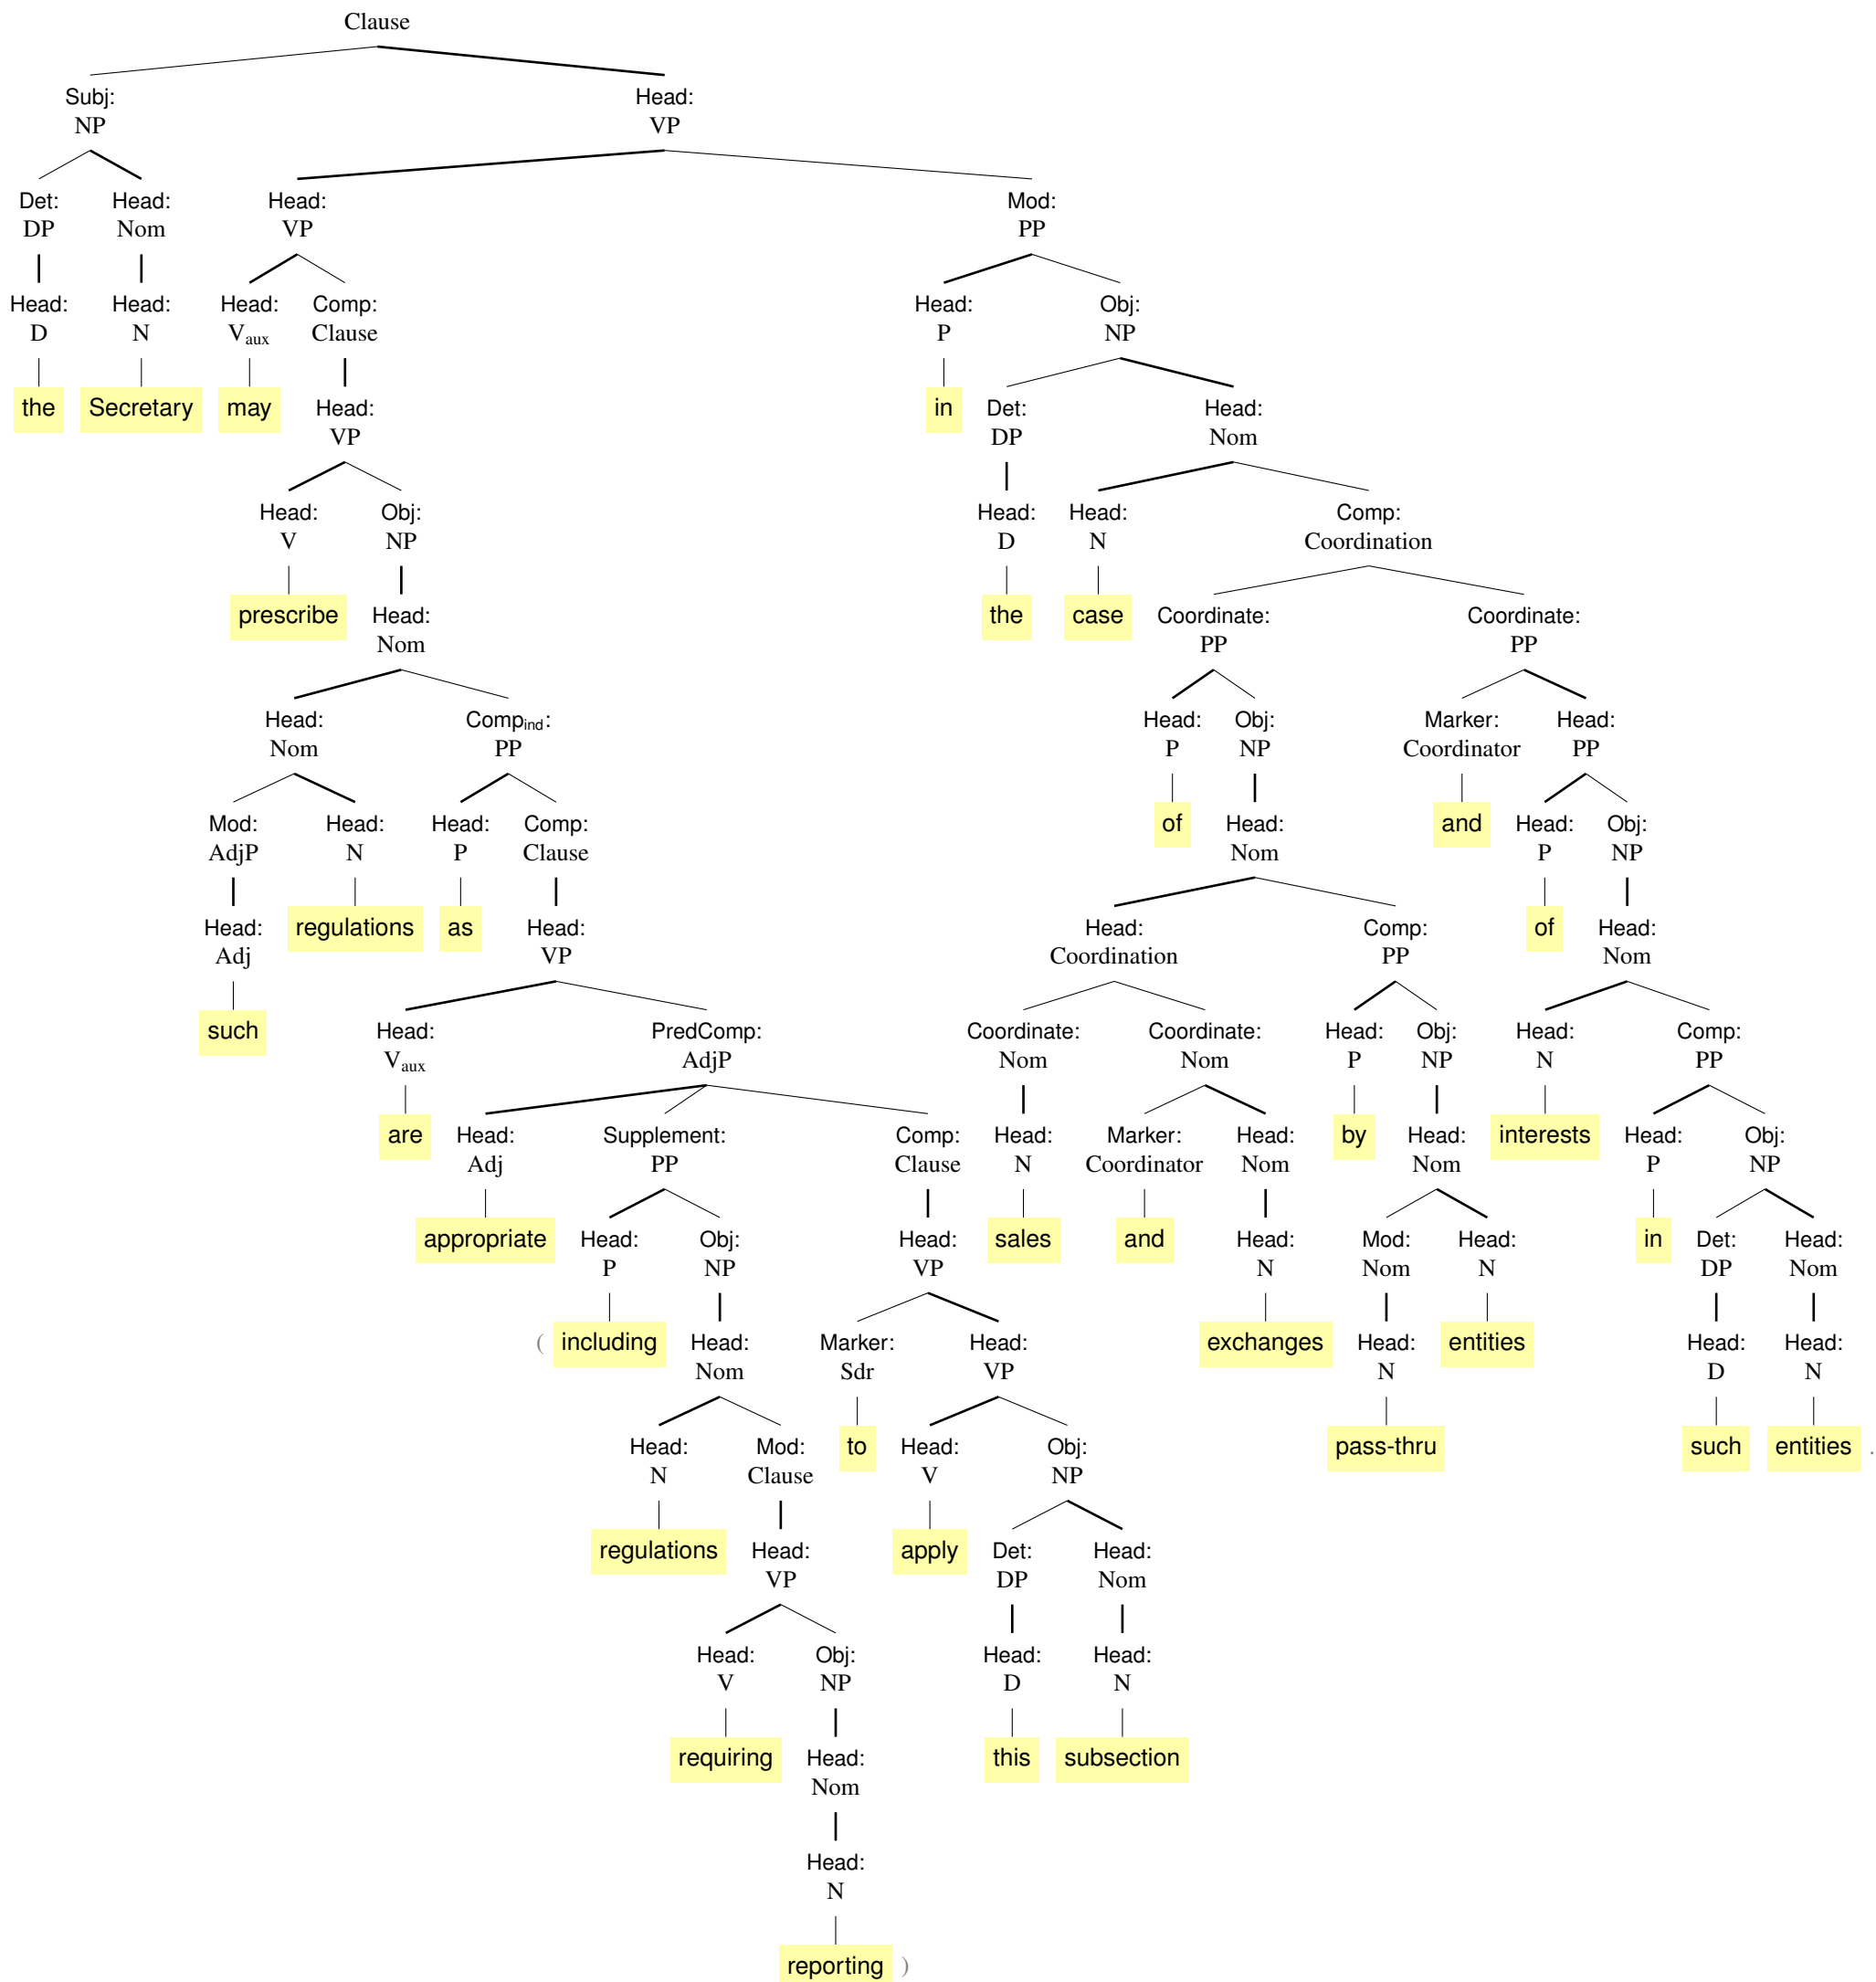 Clause
Subj: Head:
NP VP
Det: Head: Head: Mod:
DP Nom VP PP
Head: Head: Head: Comp: Head: Obj:
D N Vaux Clause P NP
the Secretary may Head: in Det: Head:
VP DP Nom
Head: Obj: Head: Head: Comp:
V NP D N Coordination
prescribe Head: the case Coordinate: Coordinate:
Nom PP PP
Head: Compind: Head: Obj: Marker: Head:
Nom PP P NP Coordinator PP
Mod: Head: Head: Comp: of Head: and Head: Obj:
AdjP N P Clause Nom P NP
Head: regulations as Head: Head: Comp: of Head:
Adj VP Coordination PP Nom
such Head: PredComp: Coordinate: Coordinate: Head: Obj: Head: Comp:
Vaux AdjP Nom Nom P NP N PP
are Head: Supplement: Comp: Head: Marker: Head: by Head: interests Head: Obj:
Adj PP Clause N Coordinator Nom Nom P NP
appropriate Head: Obj: Head: sales and Head: Mod: Head: in Det: Head:
P NP VP N Nom N DP Nom
( including Head: Marker: Head: exchanges Head: entities Head: Head:
Nom Sdr VP N D N
Head: Mod: to Head: Obj: pass-thru such entities .
N Clause V NP
regulations Head: apply Det: Head:
VP DP Nom
Head: Obj: Head: Head:
V NP D N
requiring Head: this subsection
Nom
Head:
N
reporting )